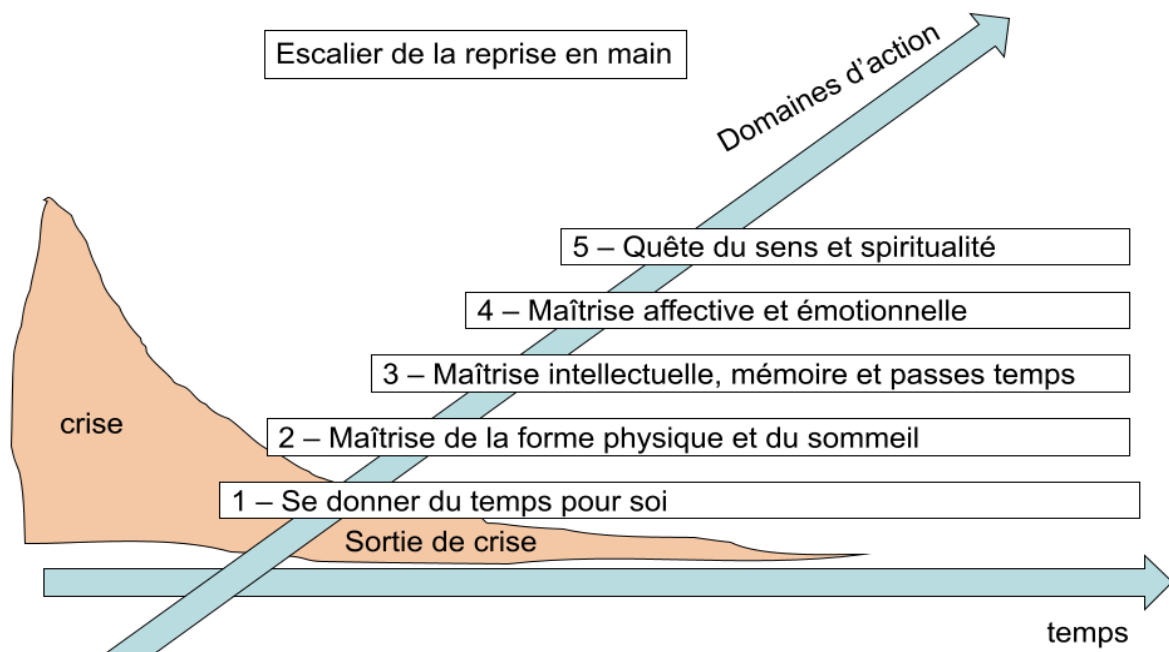 Escalier de la reprise en main
Domaines d’action
5 – Quête du sens et spiritualité
4 – Maîtrise affective et émotionnelle
3 – Maîtrise intellectuelle, mémoire et passes temps
crise
2 – Maîtrise de la forme physique et du sommeil
1 – Se donner du temps pour soi
Sortie de crise
temps